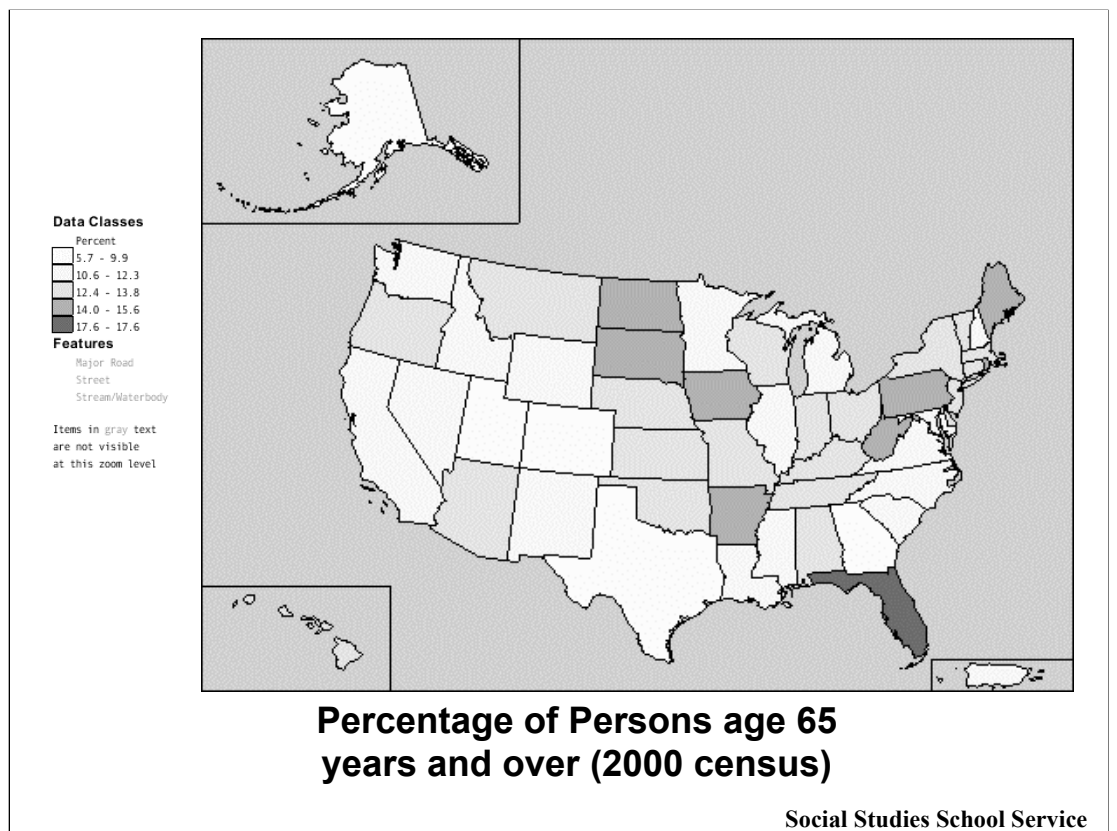 Data Classes
Percent
5.7 - 9.9
10.6 - 12.3
12.4 - 13.8
14.0 - 15.6
17.6 - 17.6
Features
Major Road
Street
Stream/Waterbody
Items in gray text
are not visible
at this zoom level
Percentage of Persons age 65
years and over (2000 census)
Social Studies School Service